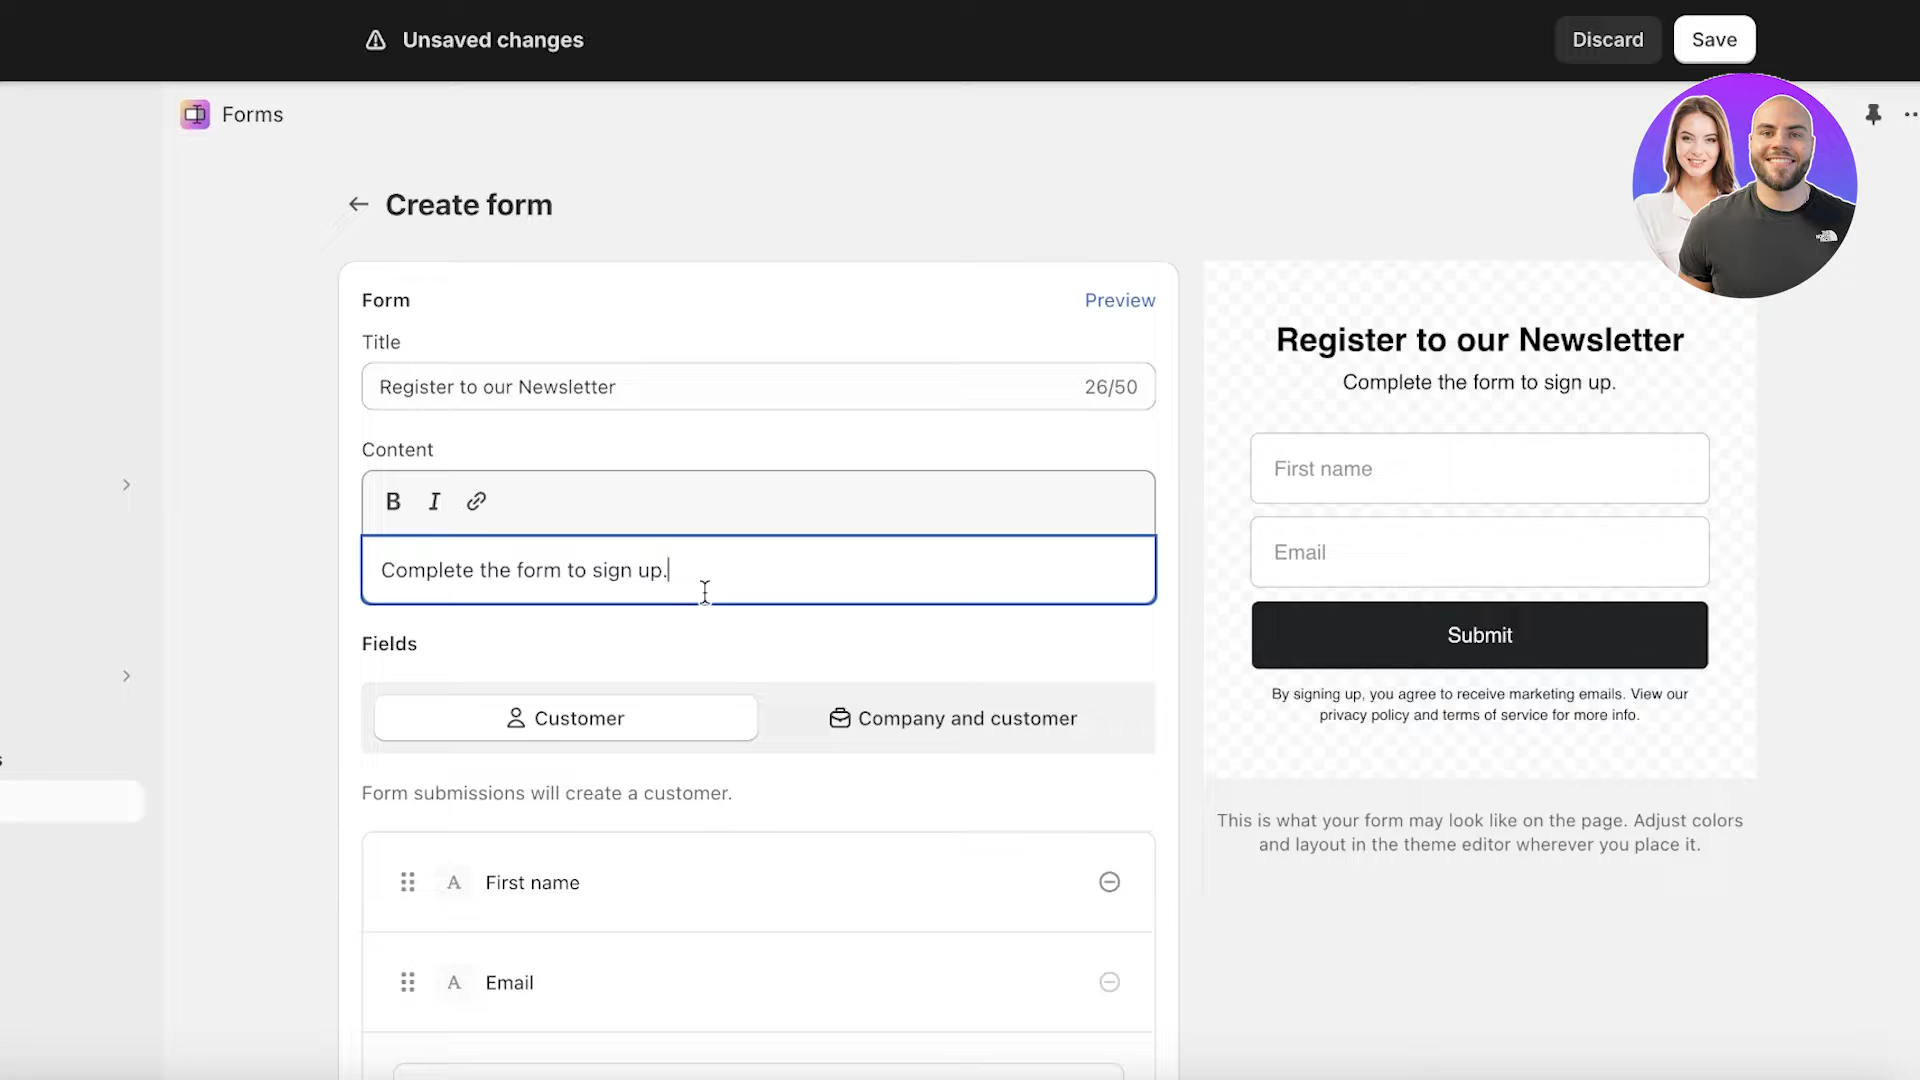 Unsaved changes
Discard
Save
Forms
Create form
Form
Preview
Title
Register to our Newsletter
26/50
Content
B I
Complete the form to sign up.
Fields
Customer
Company and customer
Form submissions will create a customer.
A First name
A Email
Register to our Newsletter
Complete the form to sign up.
First name
Email
Submit
By signing up, you agree to receive marketing emails. View our
privacy policy and terms of service for more info.
This is what your form may look like on the page. Adjust colors
and layout in the theme editor wherever you place it.